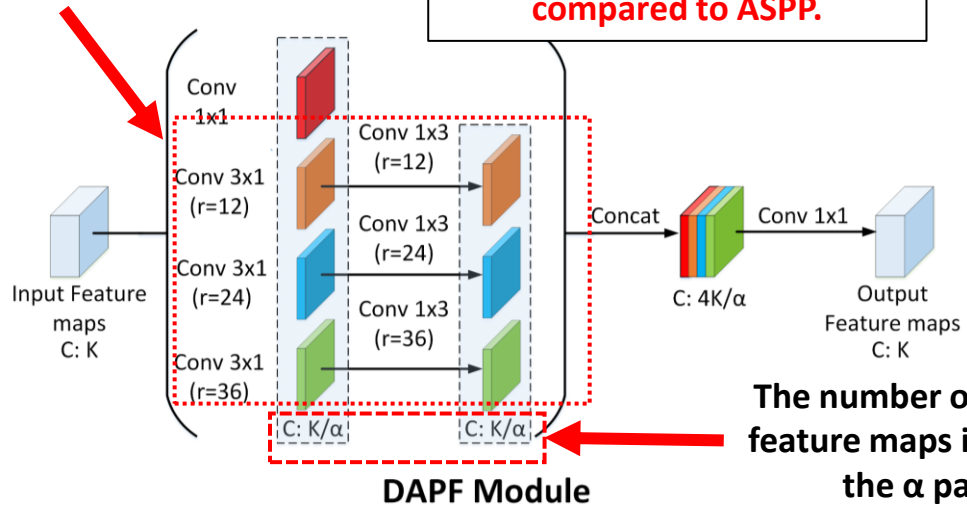 compared to ASPP.
Conv
1x1
Conv 1x3
(r=12)
Conv 3x1
(r=12)
Conv 1x3
(r=24)
Conv 3x1
(r=24)
Conv 1x3
(r=36)
Conv 3x1
(r=36)
Input Feature
maps
C: K
C: K/α
C: K/α
Concat
C: 4K/α
Conv 1x1
Output
Feature maps
C: K
The number o
feature maps i
the α pa
DAPF Module